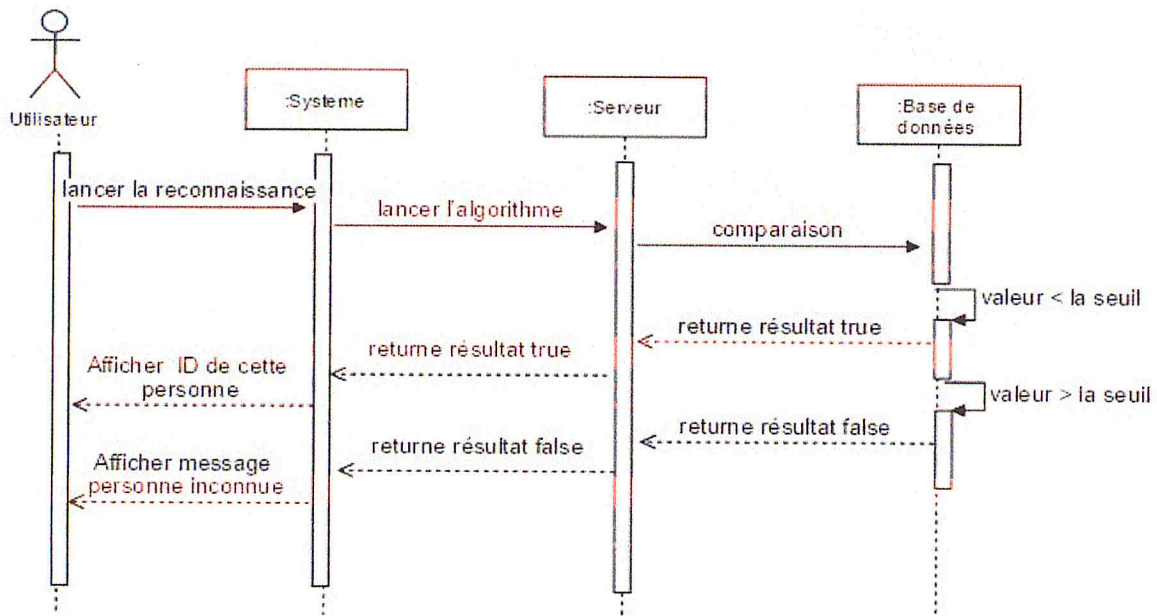 Utilisateur
:Systeme
:Serveur
:Base de
données
lancer la reconnaissance
lancer l'algorithme
comparaison
valeur < la seuil
returne résultat true
returne résultat true
Afficher ID de cette
personne
valeur > la seuil
returne résultat false
returne résultat false
Afficher message
personne inconnue